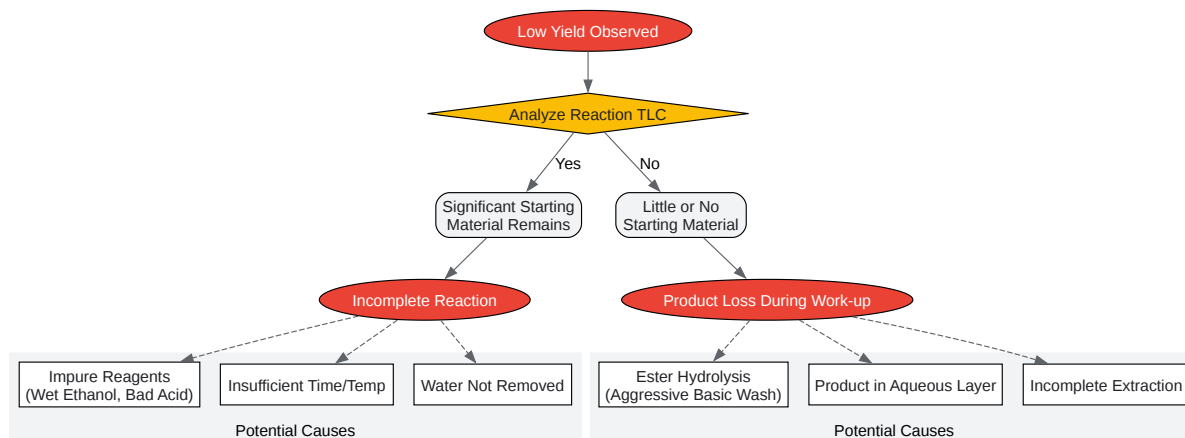 Low Yield Observed
Analyze Reaction TLC
Yes
No
Significant Starting
Material Remains
Little or No
Starting Material
Incomplete Reaction
Product Loss During Work-up
Impure Reagents
(Wet Ethanol, Bad Acid)
Insufficient Time/Temp
Water Not Removed
Ester Hydrolysis
(Aggressive Basic Wash)
Product in Aqueous Layer
Incomplete Extraction
Potential Causes
Potential Causes